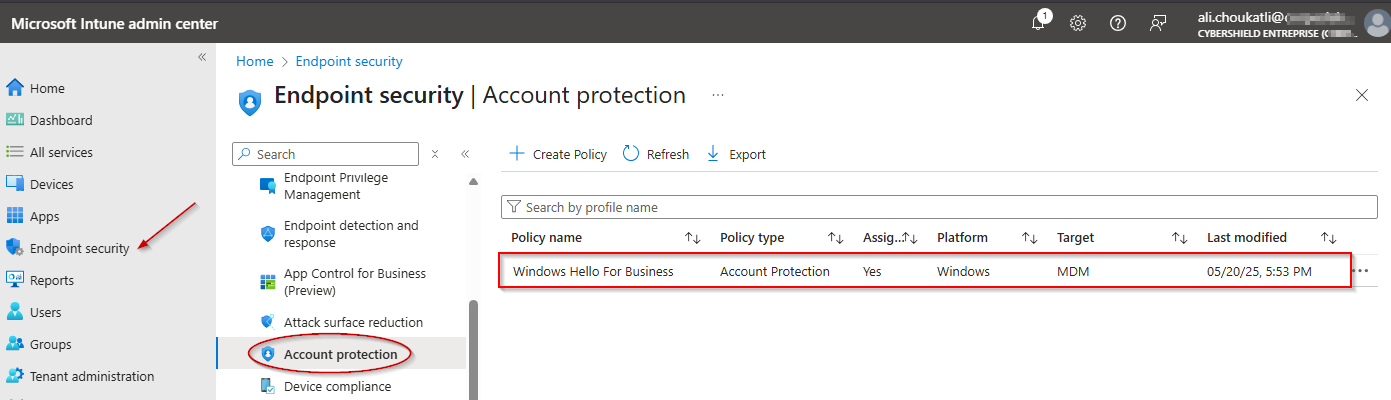 Microsoft Intune admin center
1
ali.choukatli@
CYBERSHIELD ENTREPRISE (
Home
Dashboard
All services
Devices
Apps
Endpoint security
Reports
Users
Groups
Tenant administration
Home > Endpoint security
Endpoint security | Account protection ...
Search
Endpoint Privilege
Management
Endpoint detection and
response
App Control for Business
(Preview)
Attack surface reduction
Account protection
Device compliance
Create Policy Refresh Export
Search by profile name
Policy name Policy type Assig... Platform Target Last modified
Windows Hello For Business Account Protection Yes Windows MDM 05/20/25, 5:53 PM ...